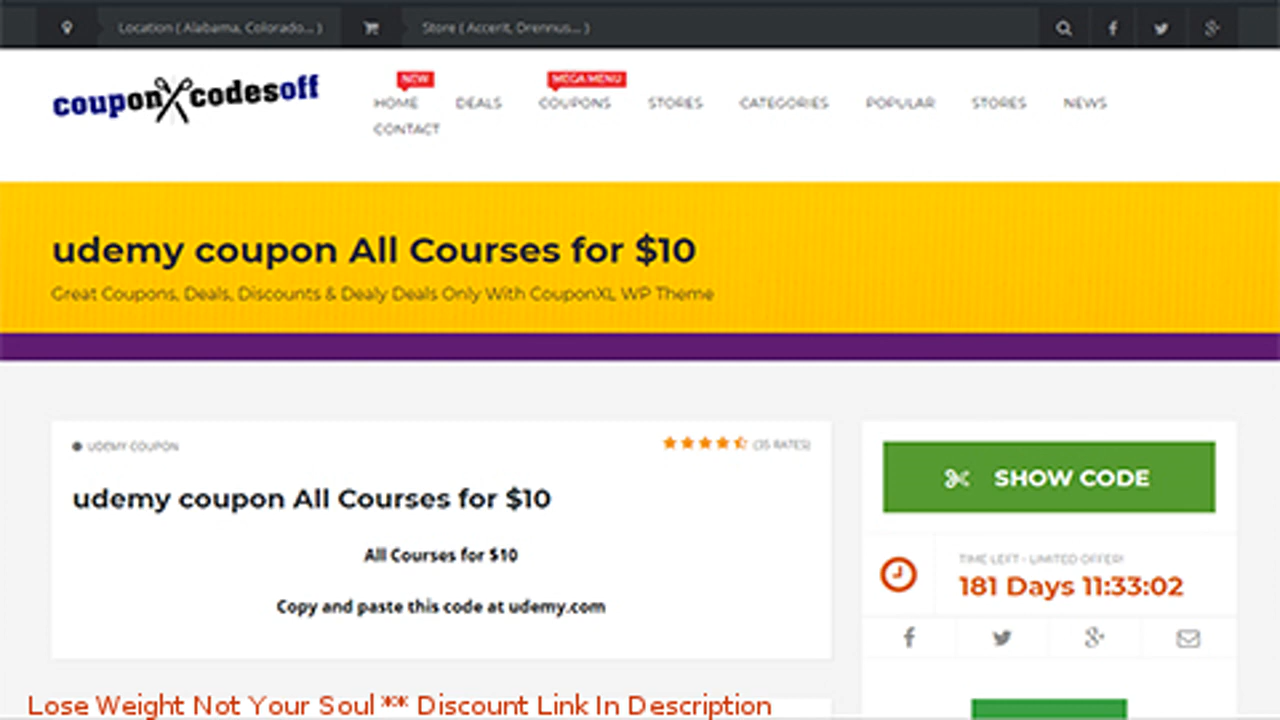 Location ( Alabama, Colorado... )
Store ( Accent, Drennus... )
coupon codesoff
NEW
MEGA MENU
HOME DEALS COUPONS STORES CATEGORIES POPULAR STORES NEWS
CONTACT
udemy coupon All Courses for $10
Great Coupons, Deals, Discounts & Dealy Deals Only With CouponXL WP Theme
UDEMY COUPON
(35 RATES)
udemy coupon All Courses for $10
All Courses for $10
Copy and paste this code at udemy.com
SHOW CODE
TIME LEFT - LIMITED OFFER!
181 Days 11:33:02
Lose Weight Not Your Soul ** Discount Link In Description